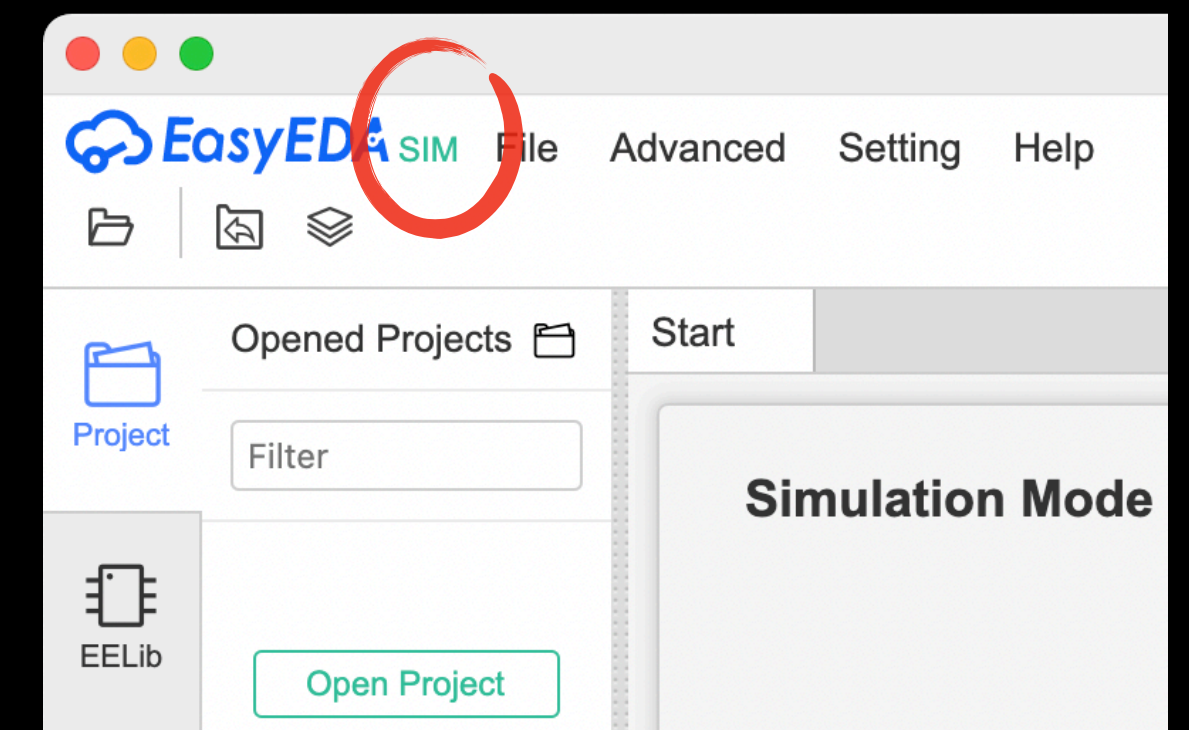 EasyEDA SIM File Advanced Setting Help
Opened Projects
Start
Project
Filter
Simulation Mode
EELib
Open Project